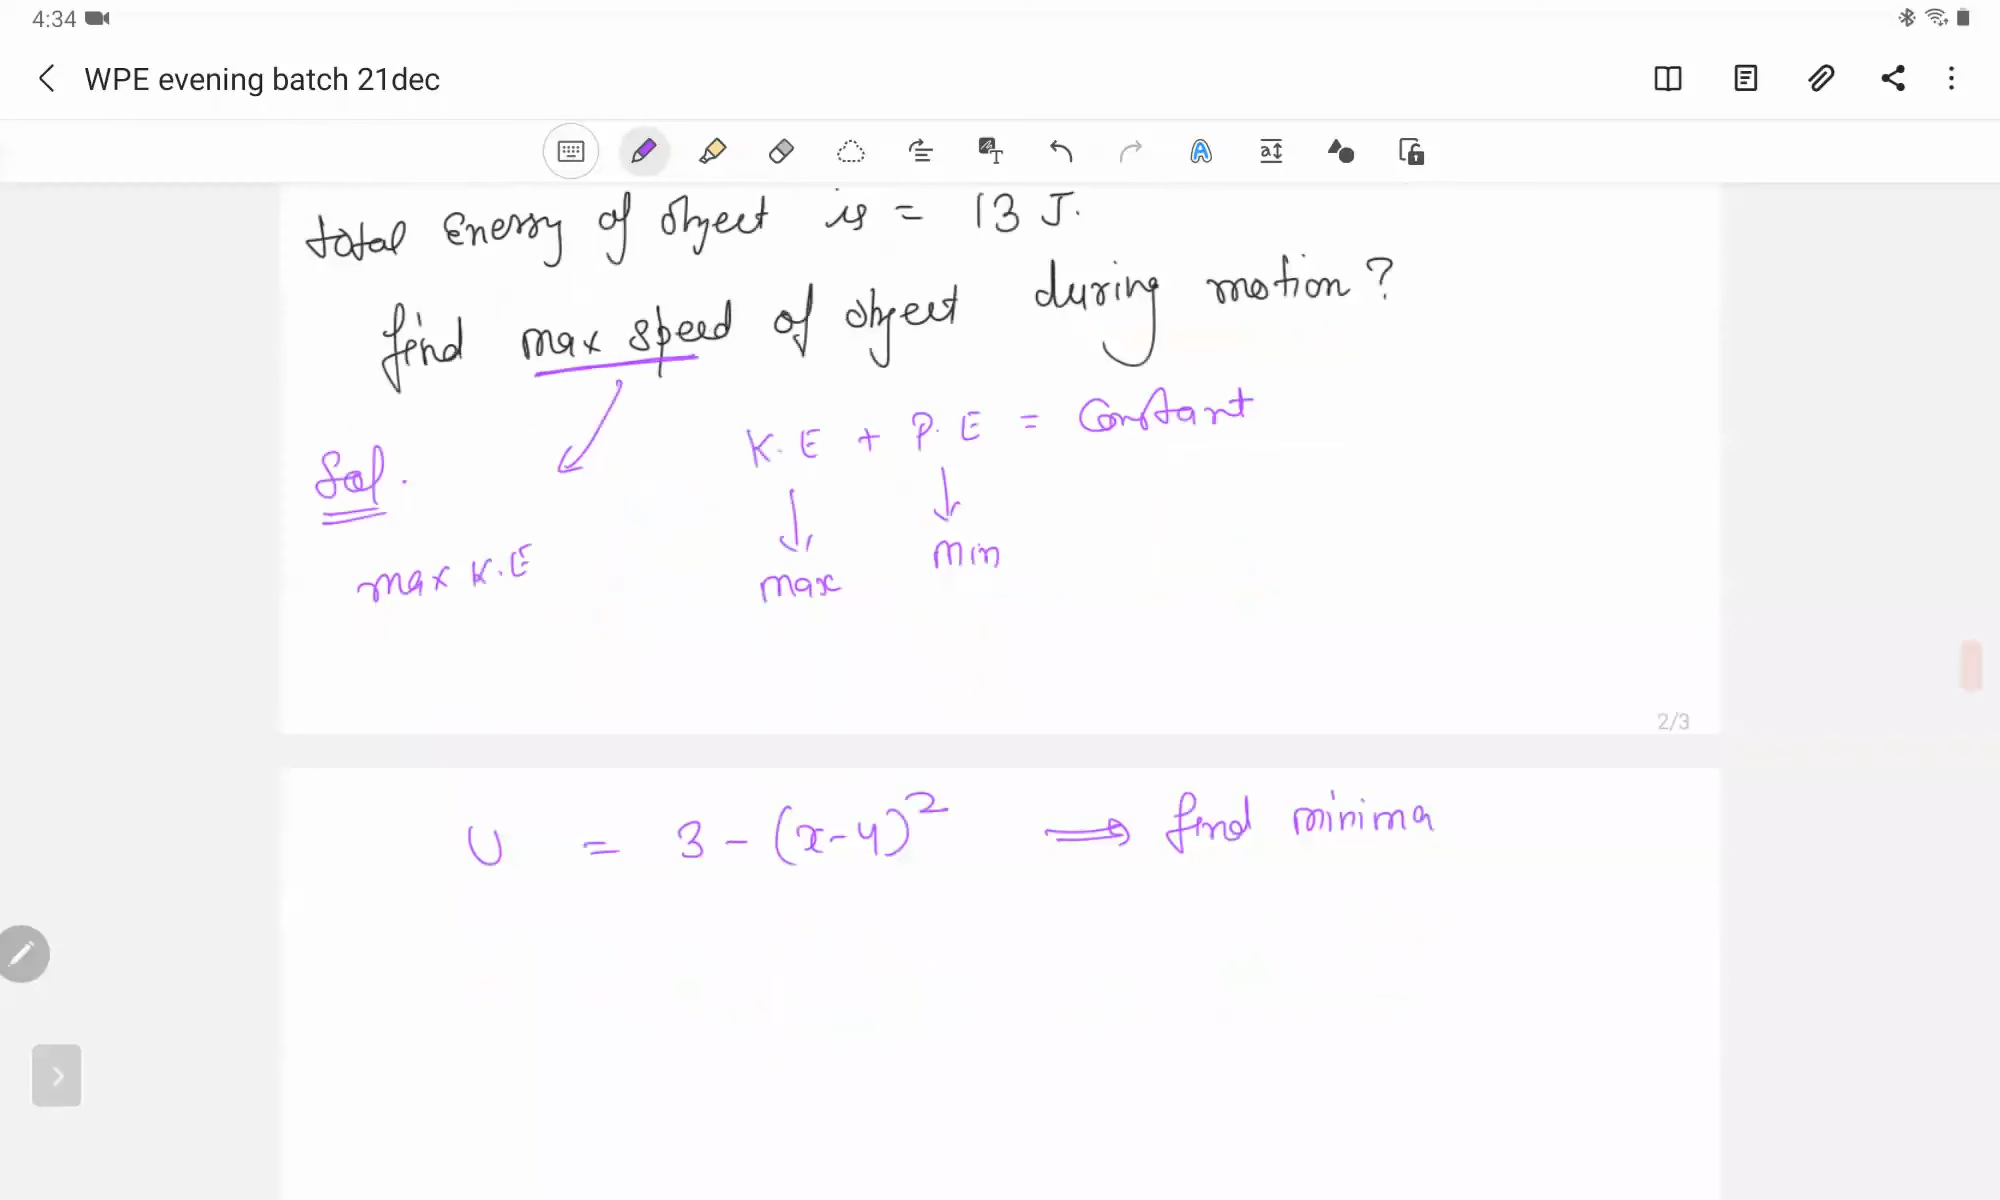 4:34
WPE evening batch 21dec
total Energy of object is = 13 J.
find max speed of object during motion?
K.E + P.E = Constant
Sol.
max K.E
max
min
2/3
U = 3 - (x-4)² ⇒ find minima